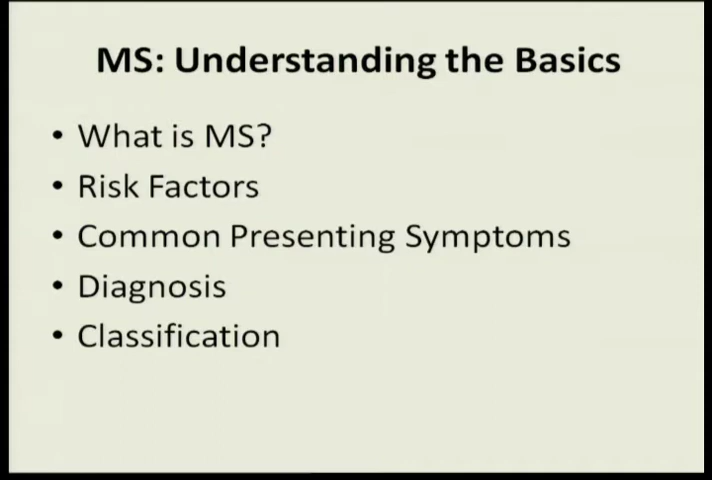 MS: Understanding the Basics
• What is MS?
• Risk Factors
• Common Presenting Symptoms
• Diagnosis
• Classification